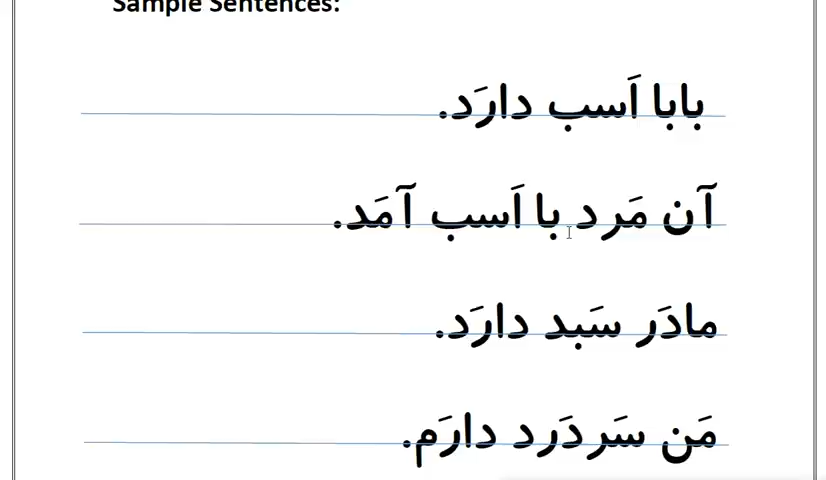 Sample Sentences:
بابا اَسب دارَد.
آن مَرد با اَسب آمَد.
مادَر سَبد دارَد.
مَن سَردَرد دارَم.